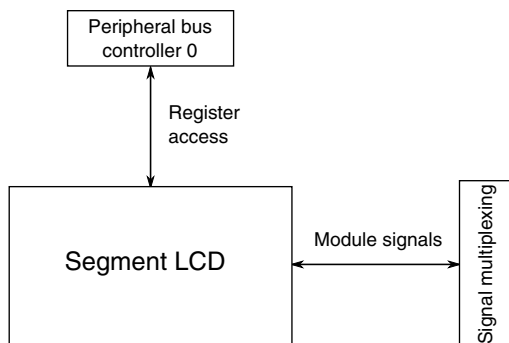 Peripheral bus
controller 0
Register
access
Segment LCD
Module signals
Signal multiplexing